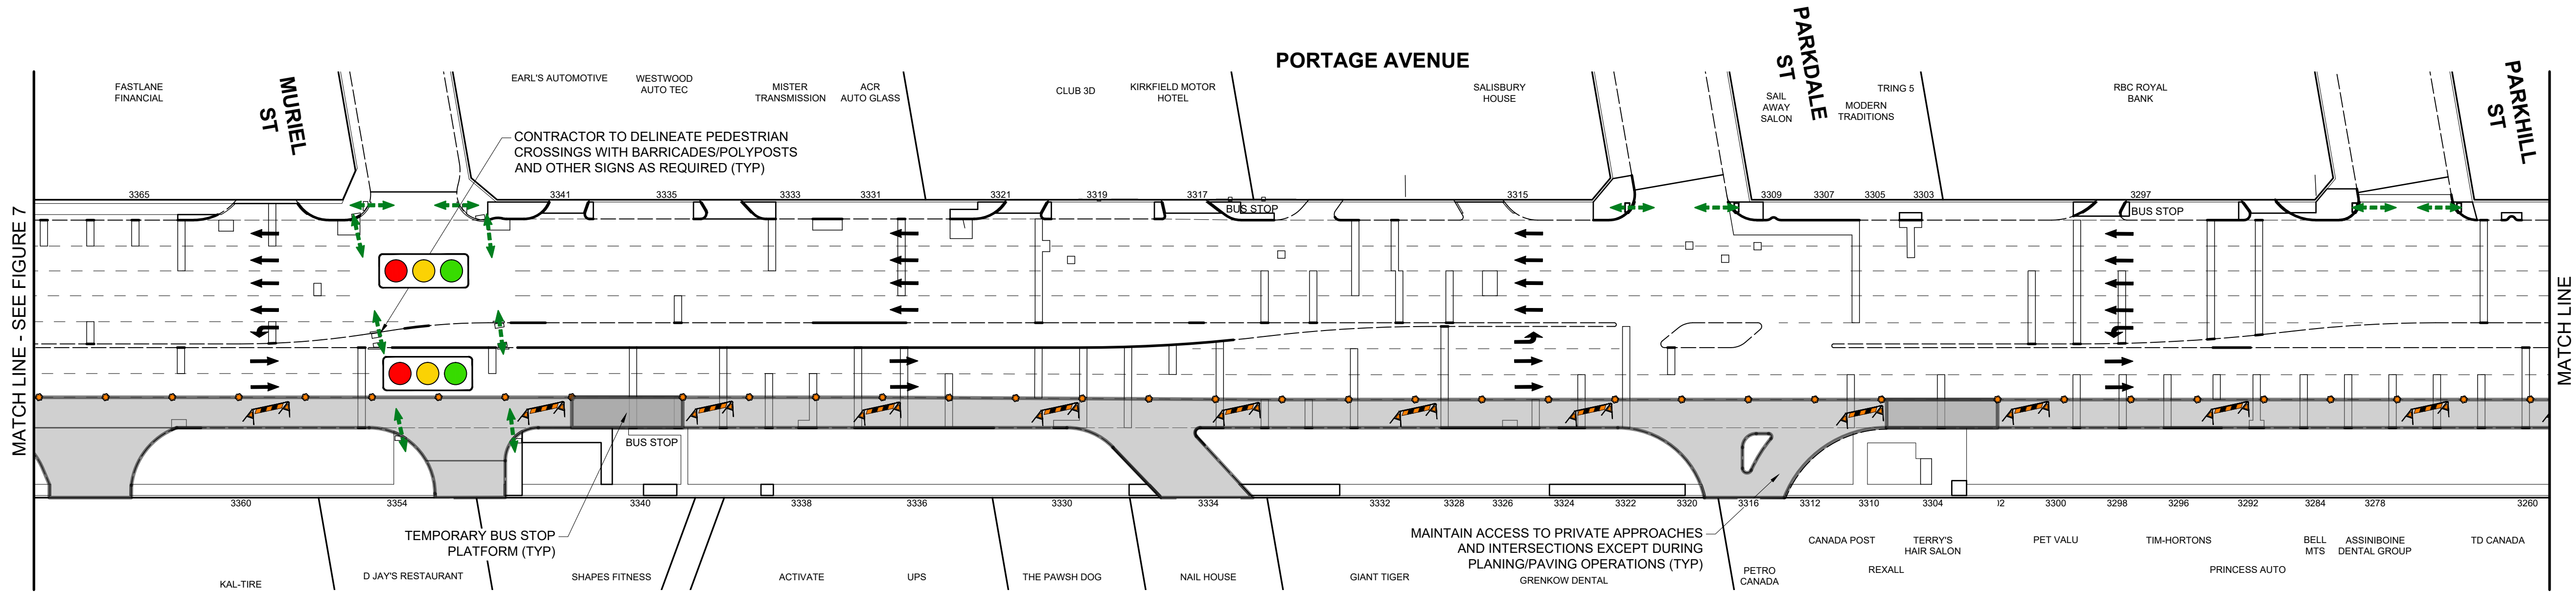 PORTAGE AVENUE
FASTLANE
FINANCIAL
MURIEL
ST
EARL'S AUTOMOTIVE
WESTWOOD
AUTO TEC
MISTER
TRANSMISSION
ACR
AUTO GLASS
CLUB 3D
KIRKFIELD MOTOR
HOTEL
SALISBURY
HOUSE
PARKDALE
ST
SAIL
AWAY
SALON
TRING 5
MODERN
TRADITIONS
RBC ROYAL
BANK
PARKHILL
ST
CONTRACTOR TO DELINEATE PEDESTRIAN
CROSSINGS WITH BARRICADES/POLYPOSTS
AND OTHER SIGNS AS REQUIRED (TYP)
3365
3341
3335
3333
3331
3321
3319
3317
3315
3309
3307
3305
3303
3297
BUS STOP
BUS STOP
MATCH LINE - SEE FIGURE 7
MATCH LINE
BUS STOP
3360
3354
3340
3338
3336
3330
3334
3332
3328
3326
3324
3322
3320
3316
3312
3310
3304
3300
3298
3296
3292
3284
3278
3260
TEMPORARY BUS STOP
PLATFORM (TYP)
MAINTAIN ACCESS TO PRIVATE APPROACHES
AND INTERSECTIONS EXCEPT DURING
PLANING/PAVING OPERATIONS (TYP)
KAL-TIRE
D JAY'S RESTAURANT
SHAPES FITNESS
ACTIVATE
UPS
THE PAWSH DOG
NAIL HOUSE
GIANT TIGER
GRENKOW DENTAL
PETRO
CANADA
CANADA POST
REXALL
TERRY'S
HAIR SALON
PET VALU
TIM-HORTONS
PRINCESS AUTO
BELL
MTS
ASSINIBOINE
DENTAL GROUP
TD CANADA